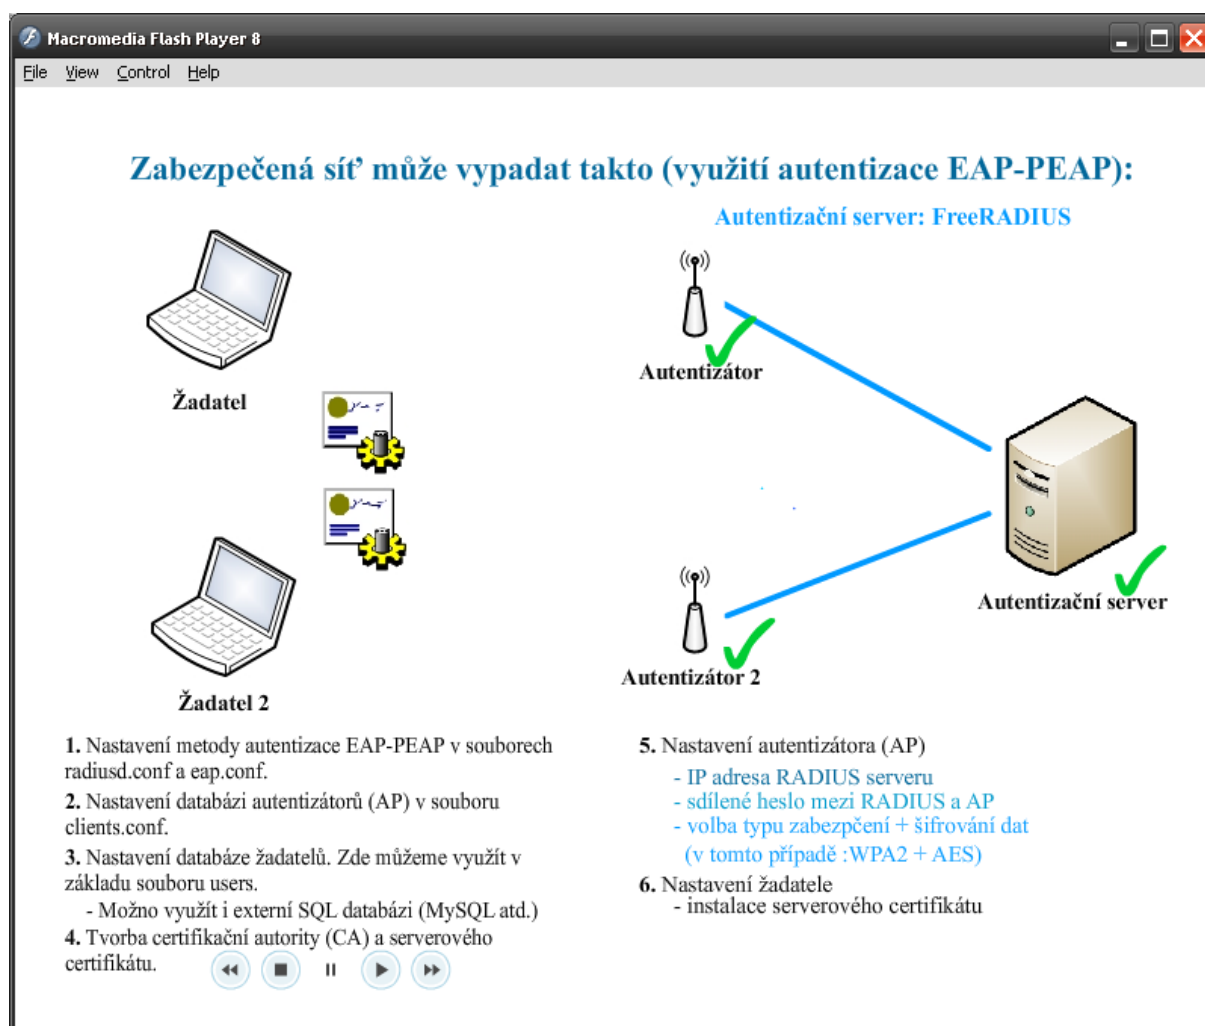 Macromedia Flash Player 8
File View Control Help
Zabezpečená síť může vypadat takto (využití autentizace EAP-PEAP):
Autentizační server: FreeRADIUS
Žadatel
Autentizátor
Autentizační server
Žadatel 2
Autentizátor 2
1. Nastavení metody autentizace EAP-PEAP v souborech
radiusd.conf a eap.conf.
2. Nastavení databázi autentizátorů (AP) v souboru
clients.conf.
3. Nastavení databáze žadatelů. Zde můžeme využít v
základu souboru users.
- Možno využít i externí SQL databázi (MySQL atd.)
4. Tvorba certifikační autority (CA) a serverového
certifikátu.
5. Nastavení autentizátora (AP)
- IP adresa RADIUS serveru
- sdílené heslo mezi RADIUS a AP
- volba typu zabezpčení + šifrování dat
(v tomto případě :WPA2 + AES)
6. Nastavení žadatele
- instalace serverového certifikátu